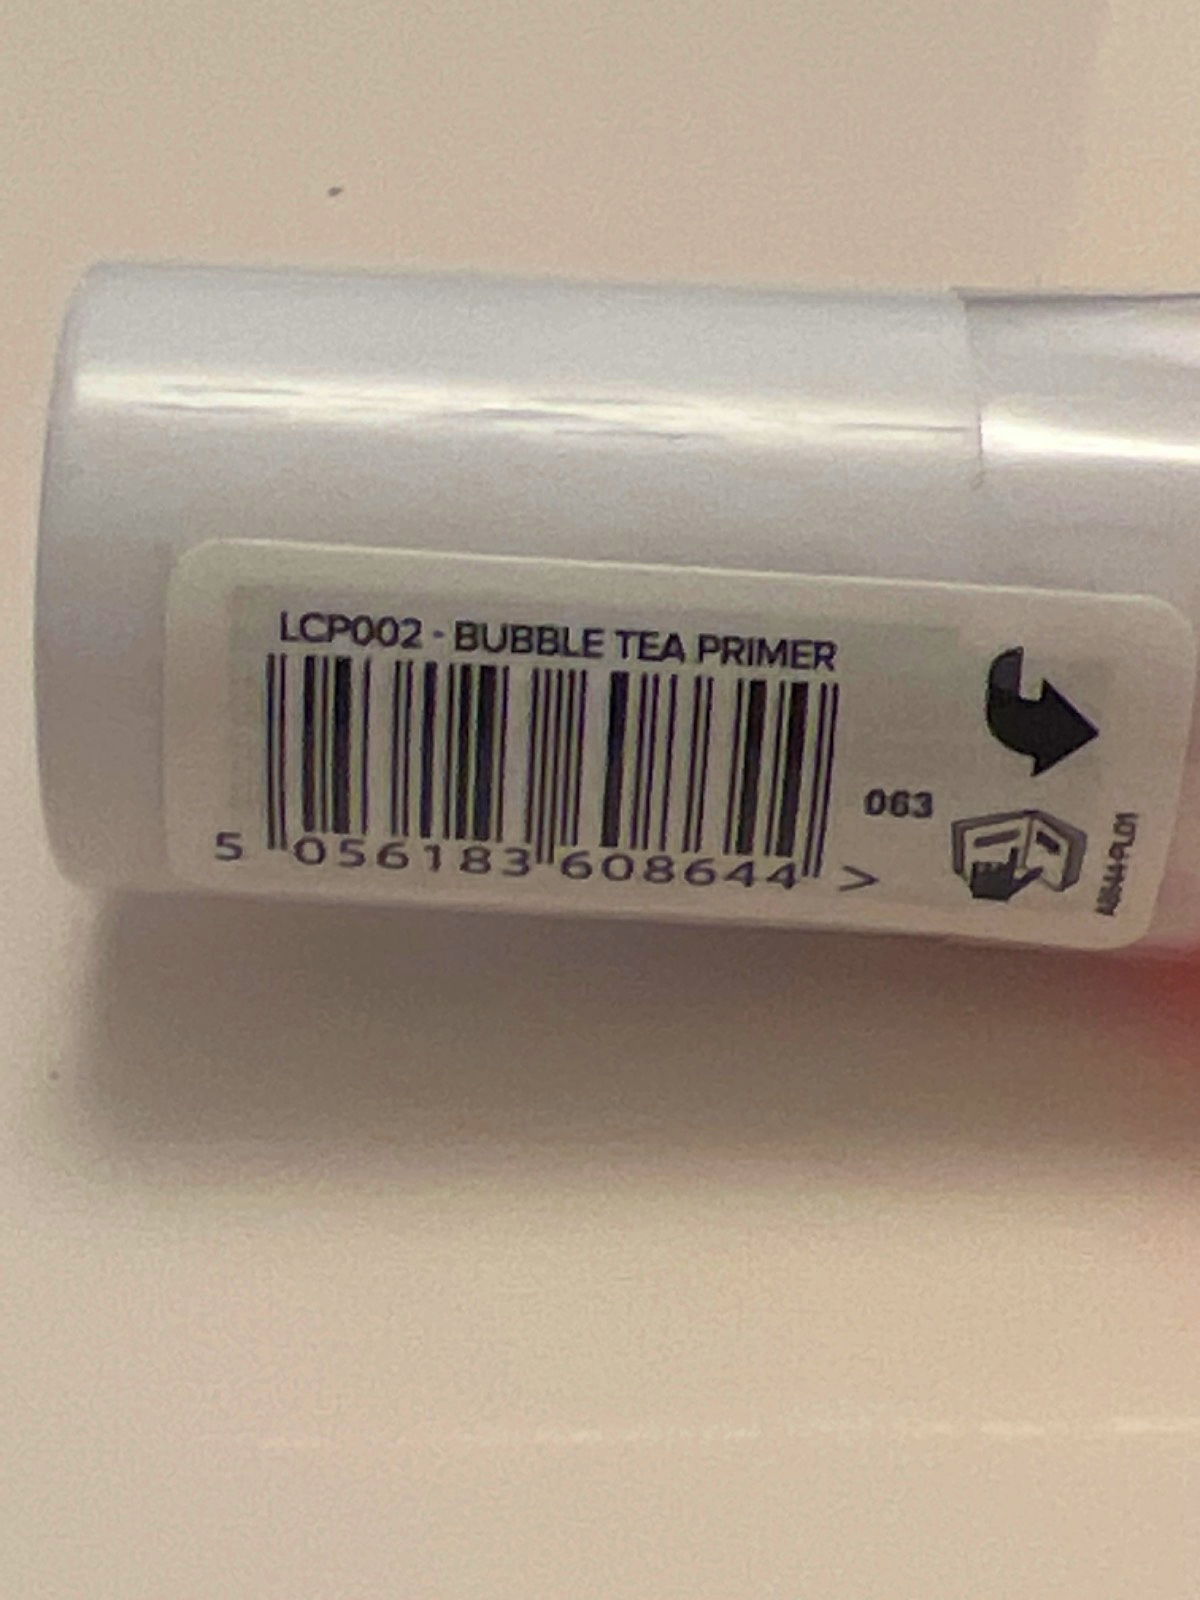 LCP002 - BUBBLE TEA PRIMER
5 056183 608644 >
063